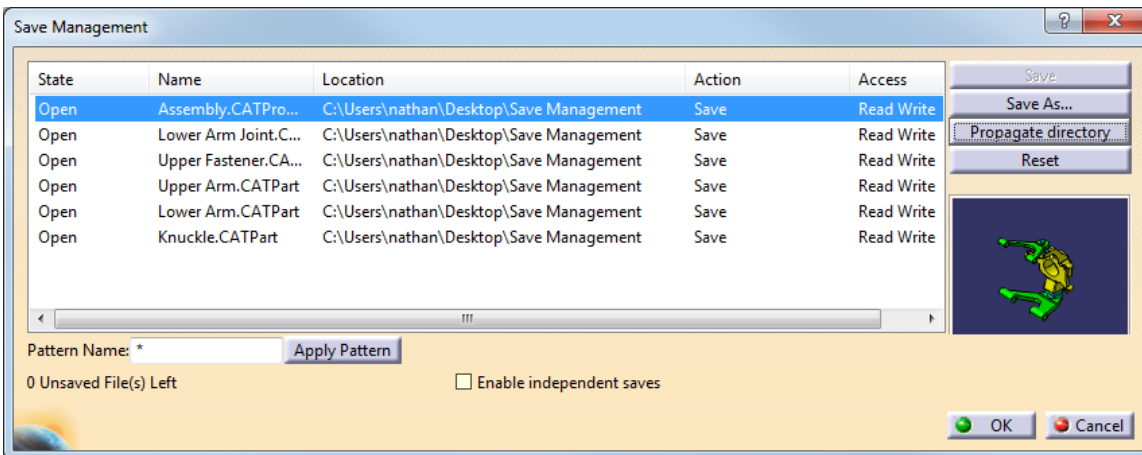 Save Management
State Name Location Action Access
Open Assembly.CATPro... C:\Users\nathan\Desktop\Save Management Save Read Write
Open Lower Arm Joint.C... C:\Users\nathan\Desktop\Save Management Save Read Write
Open Upper Fastener.CA... C:\Users\nathan\Desktop\Save Management Save Read Write
Open Upper Arm.CATPart C:\Users\nathan\Desktop\Save Management Save Read Write
Open Lower Arm.CATPart C:\Users\nathan\Desktop\Save Management Save Read Write
Open Knuckle.CATPart C:\Users\nathan\Desktop\Save Management Save Read Write
Save
Save As...
Propagate directory
Reset
Pattern Name: * Apply Pattern
0 Unsaved File(s) Left Enable independent saves
OK Cancel